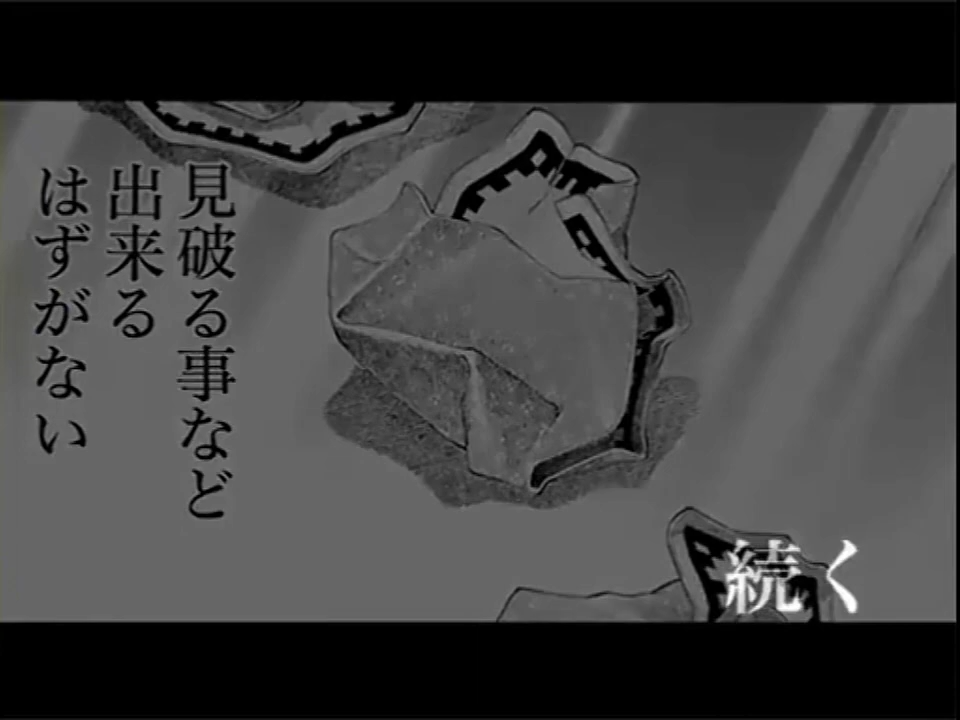 見破る事など
出来る
はずがない
続く